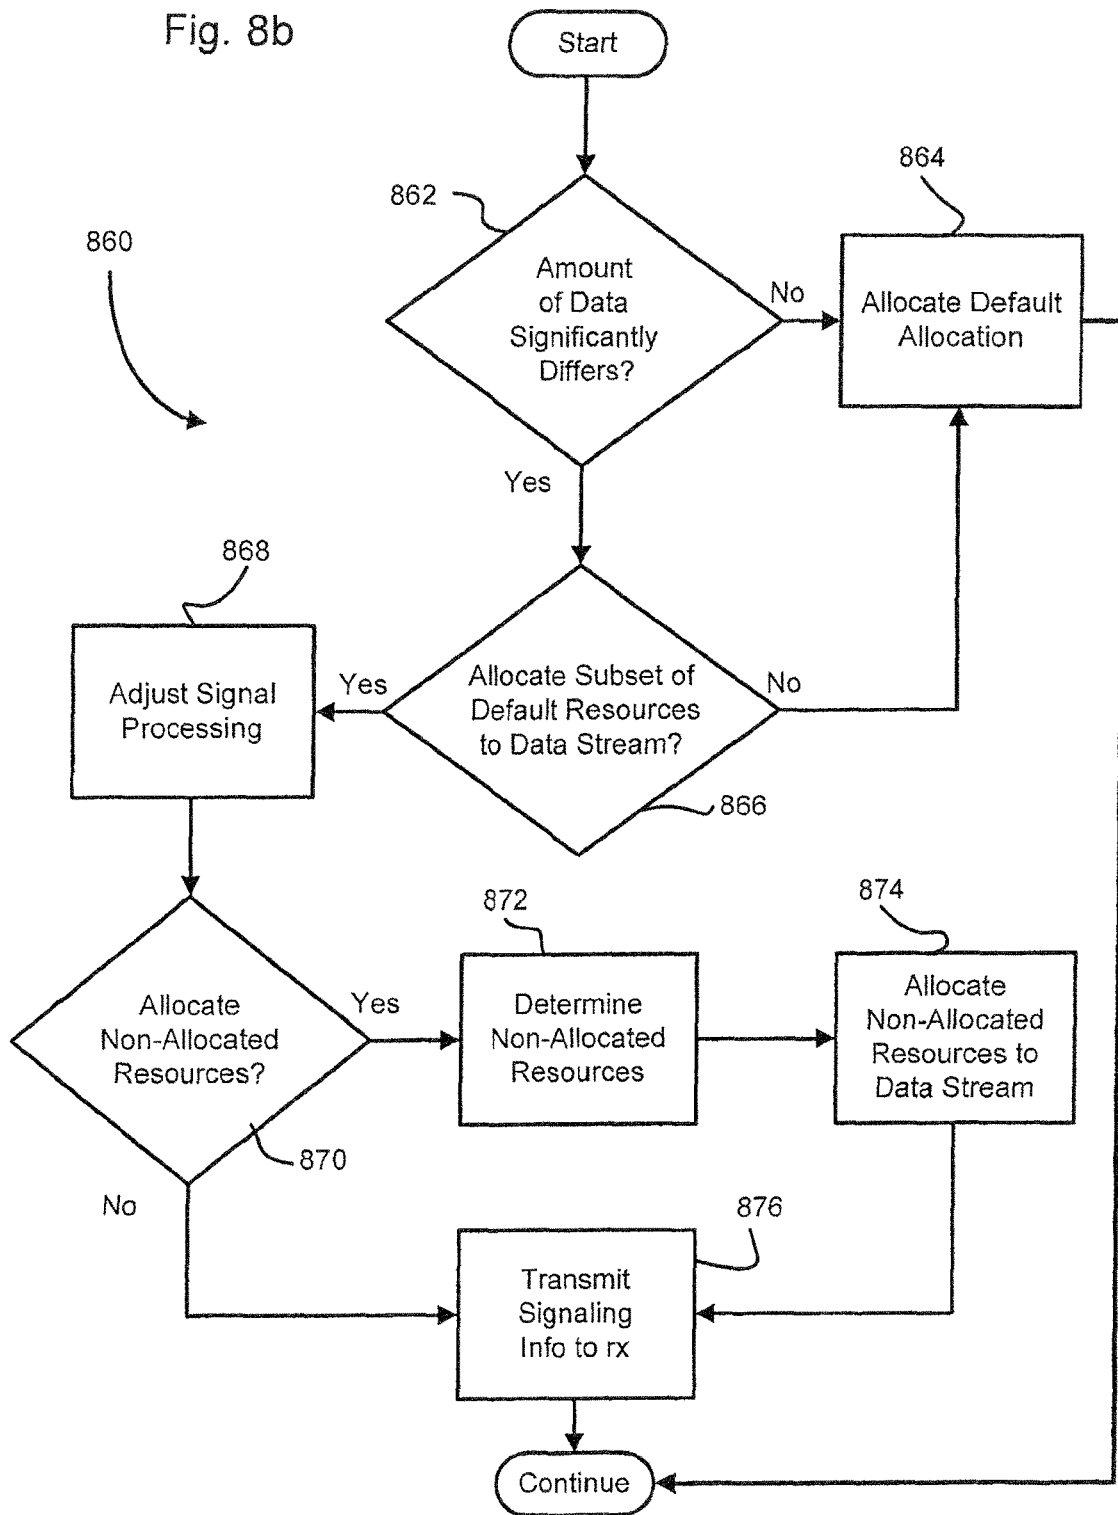 Fig. 8b
Start
862
864
860
Amount
of Data
Significantly
Differs?
No
Allocate Default
Allocation
Yes
868
Adjust Signal
Processing
Yes
Allocate Subset of
Default Resources
to Data Stream?
No
866
872
874
Allocate
Non-Allocated
Resources?
Yes
Determine
Non-Allocated
Resources
Allocate
Non-Allocated
Resources to
Data Stream
870
No
876
Transmit
Signaling
Info to rx
Continue